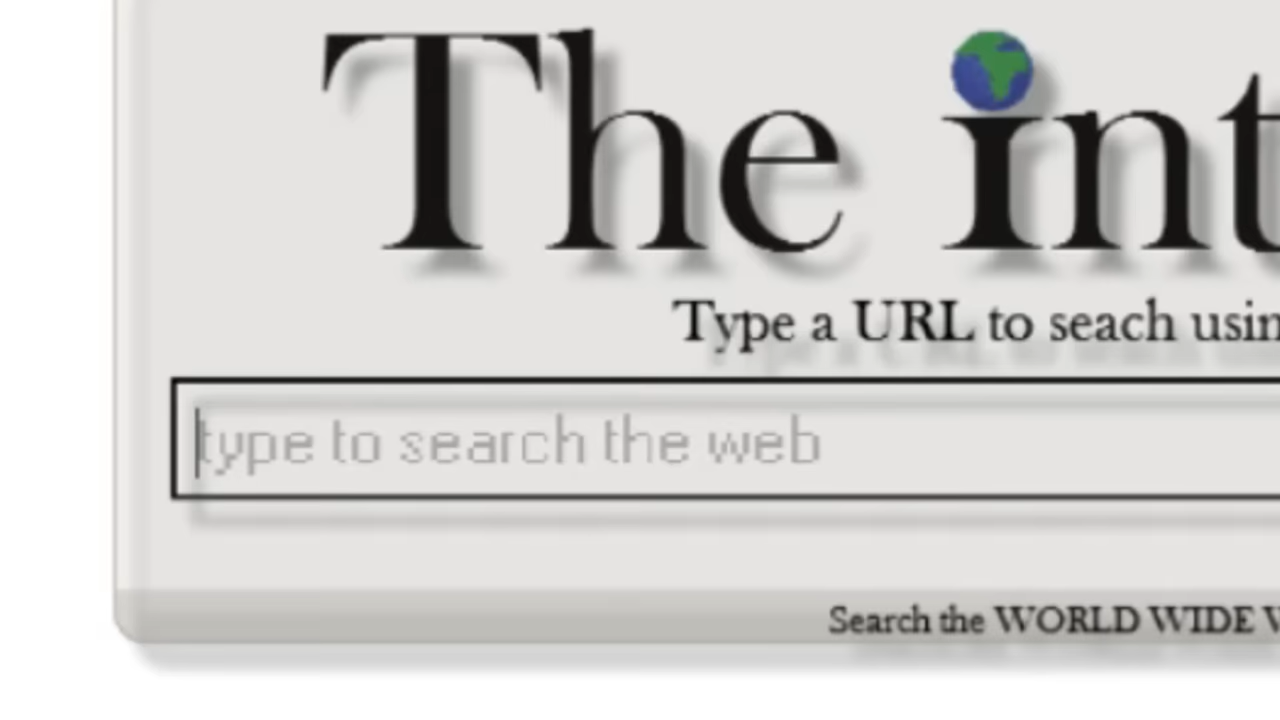 The int
Type a URL to seach usin
type to search the web
Search the WORLD WIDE W